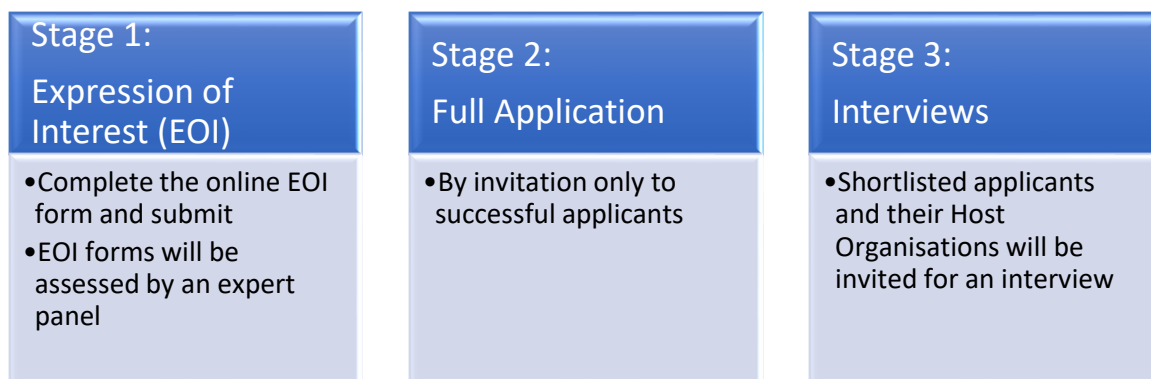 Stage 1:
Expression of
Interest (EOI)
•Complete the online EOI
form and submit
•EOI forms will be
assessed by an expert
panel
Stage 2:
Full Application
•By invitation only to
successful applicants
Stage 3:
Interviews
•Shortlisted applicants
and their Host
Organisations will be
invited for an interview